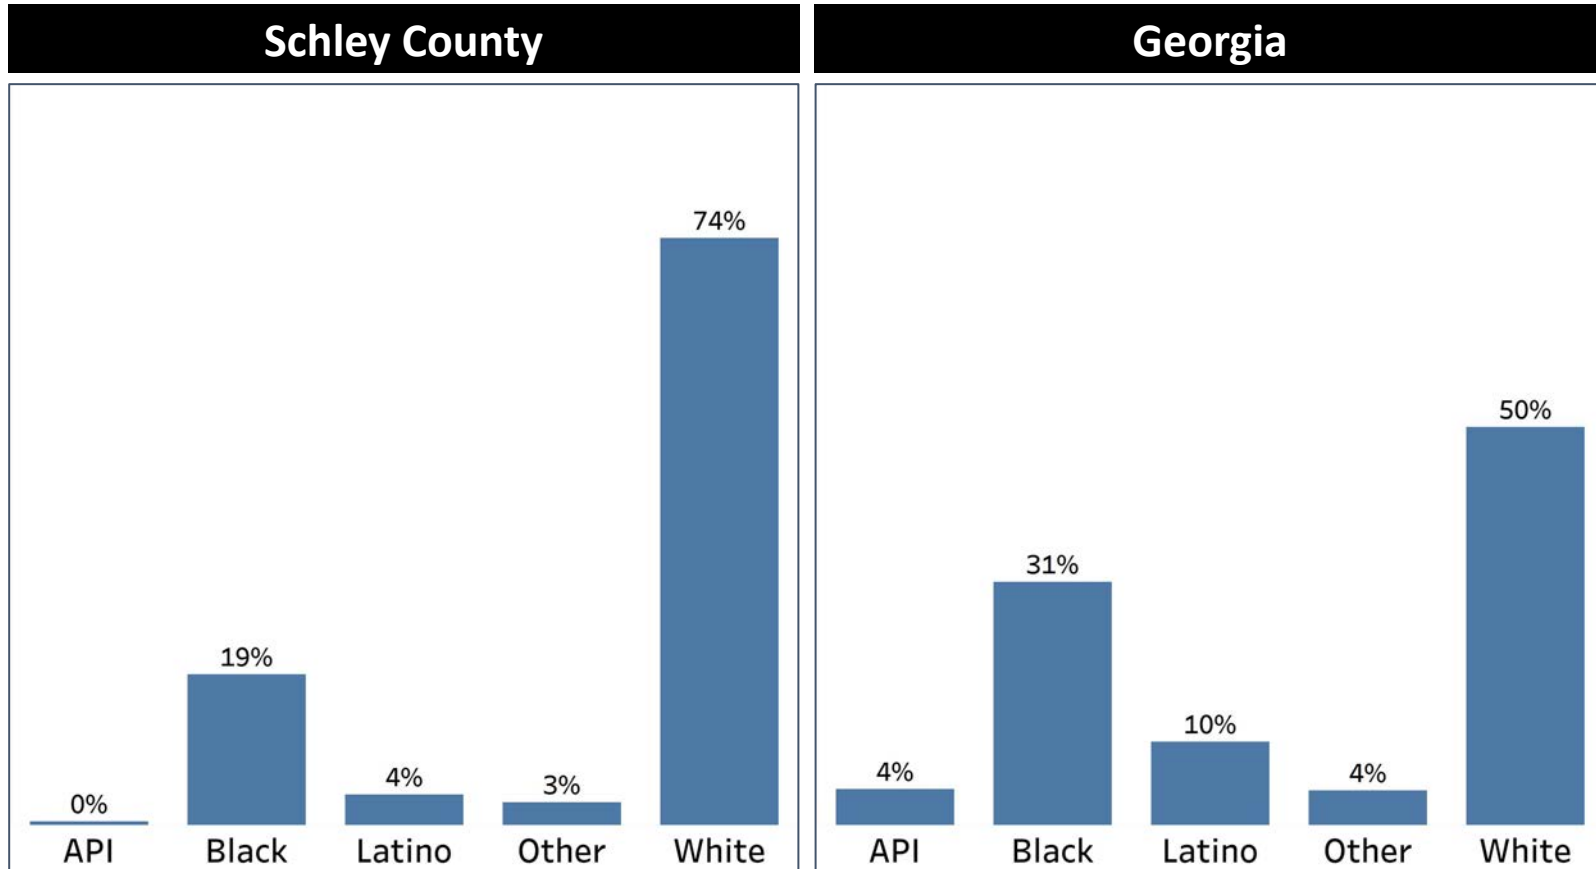 Schley County
74%
19%
4%
3%
0%
API Black Latino Other White
Georgia
50%
31%
10%
4%
4%
API Black Latino Other White